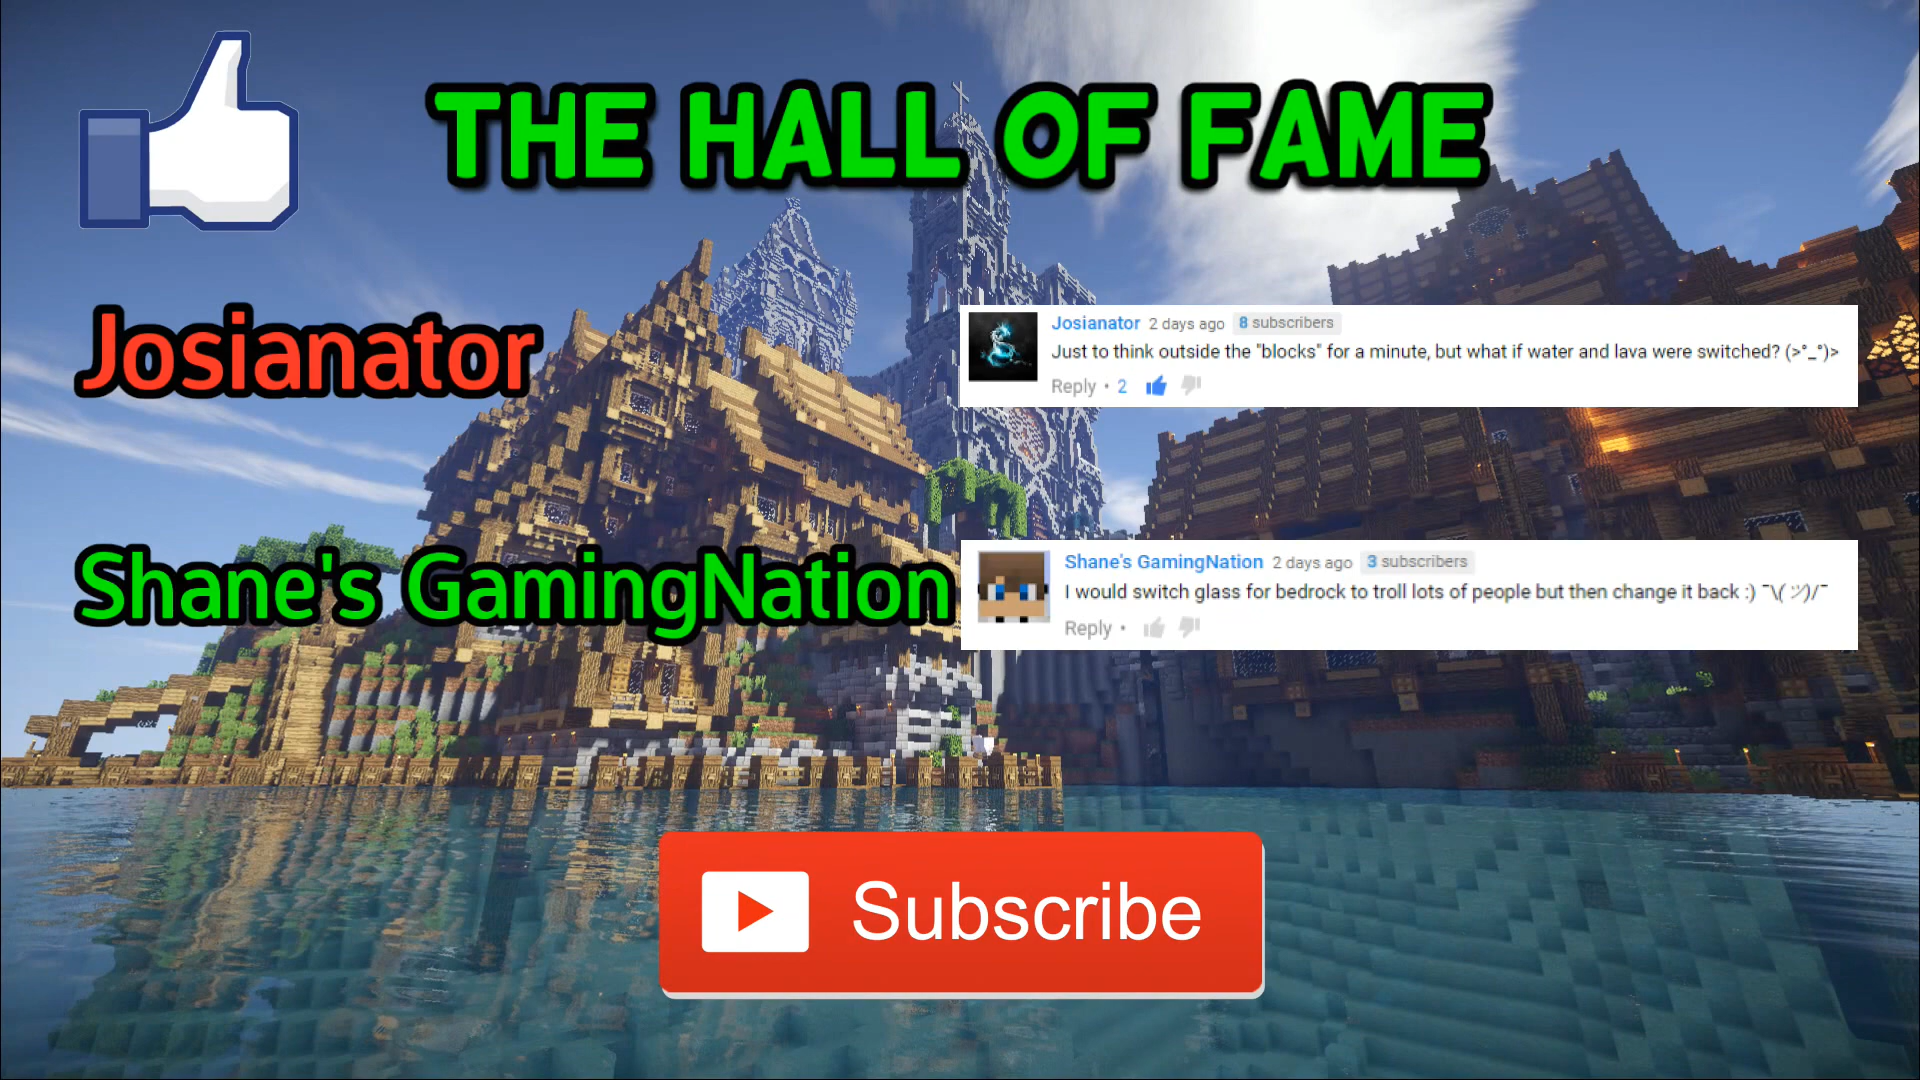 THE HALL OF FAME
Josianator
Josianator 2 days ago 8 subscribers
Just to think outside the "blocks" for a minute, but what if water and lava were switched? (>°_°)>
Reply • 2
Shane's GamingNation
Shane's GamingNation 2 days ago 3 subscribers
I would switch glass for bedrock to troll lots of people but then change it back :) ¯\(ツ)/¯
Reply •
Subscribe